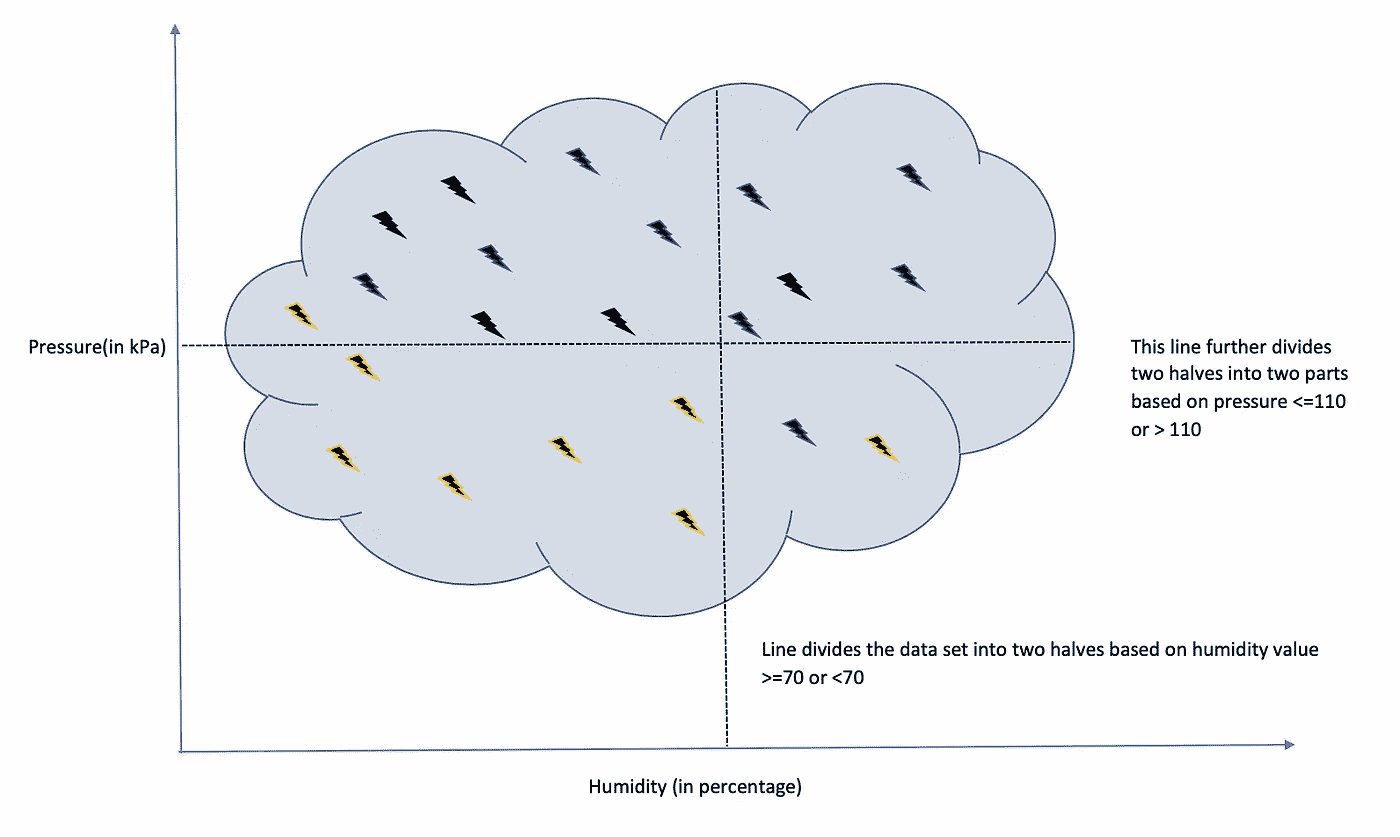 Pressure(in kPa)
This line further divides
two halves into two parts
based on pressure <=110
or > 110
Line divides the data set into two halves based on humidity value
>=70 or <70
Humidity (in percentage)